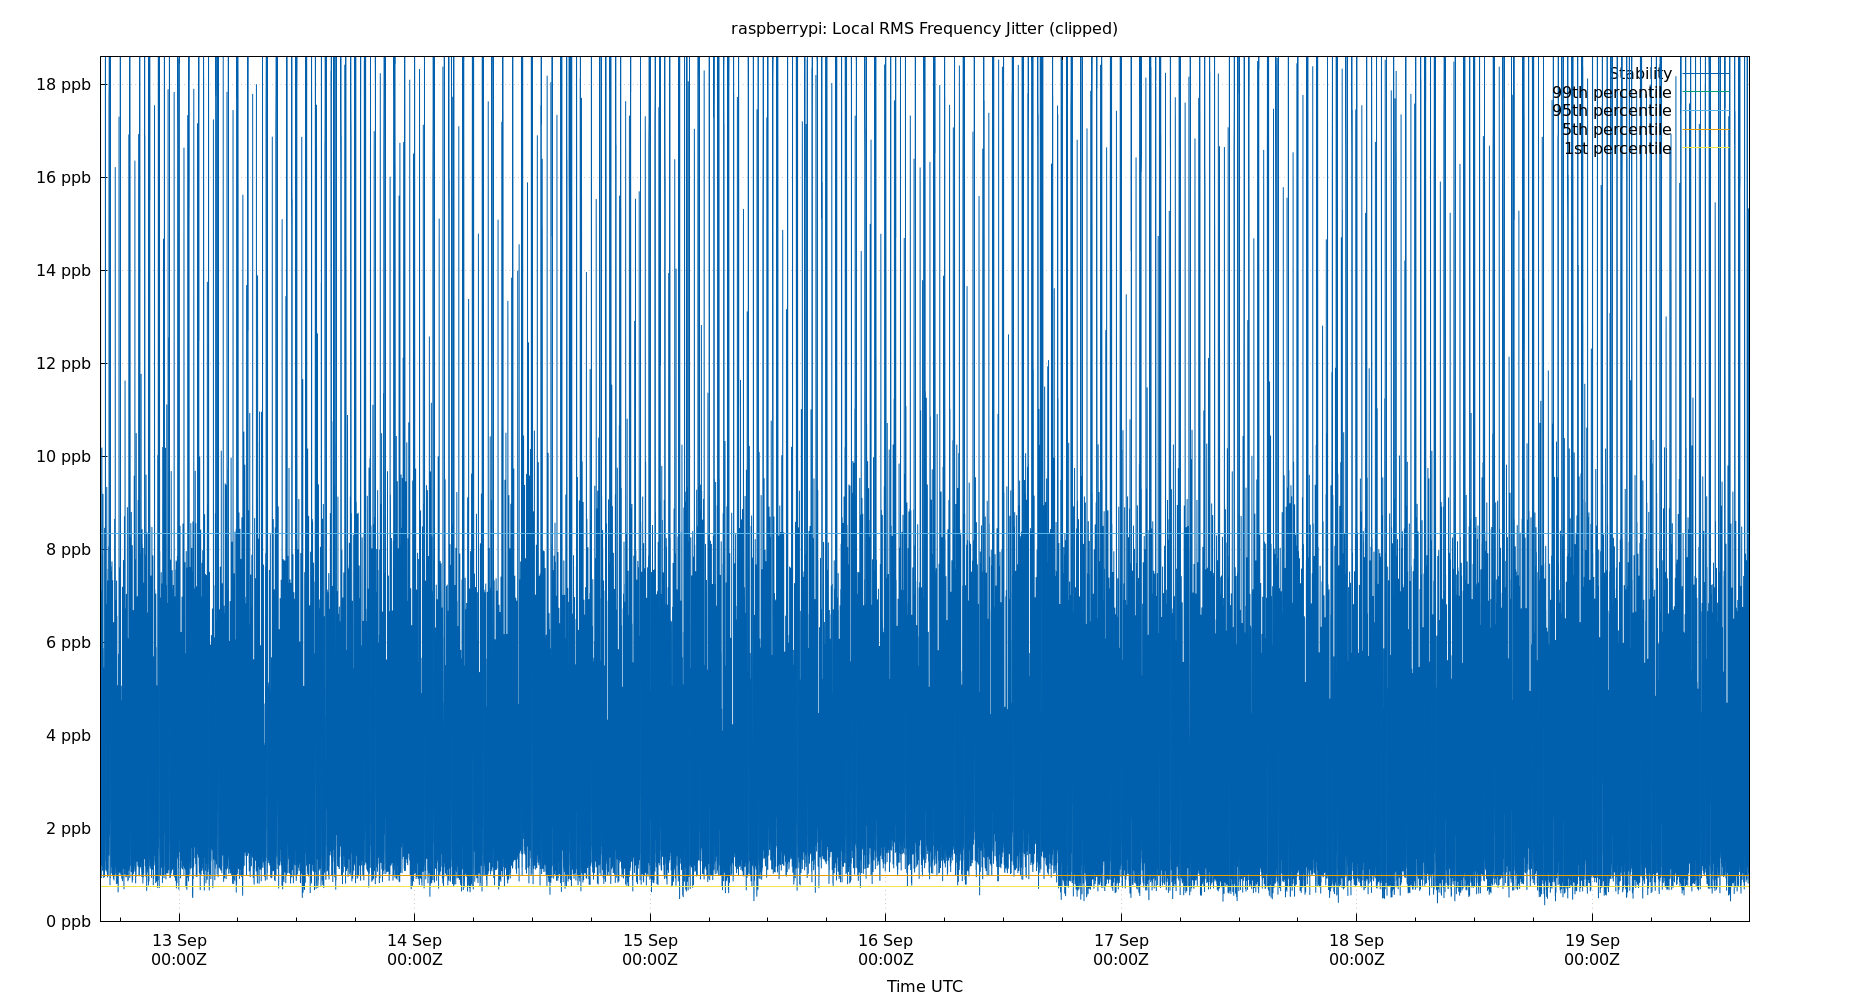 raspberrypi: Local RMS Frequency Jitter (clipped)
18 ppb
16 ppb
14 ppb
12 ppb
10 ppb
8 ppb
6 ppb
4 ppb
2 ppb
0 ppb
Stability
99th percentile
95th percentile
5th percentile
1st percentile
13 Sep
00:00Z
14 Sep
00:00Z
15 Sep
00:00Z
16 Sep
00:00Z
17 Sep
00:00Z
18 Sep
00:00Z
19 Sep
00:00Z
Time UTC